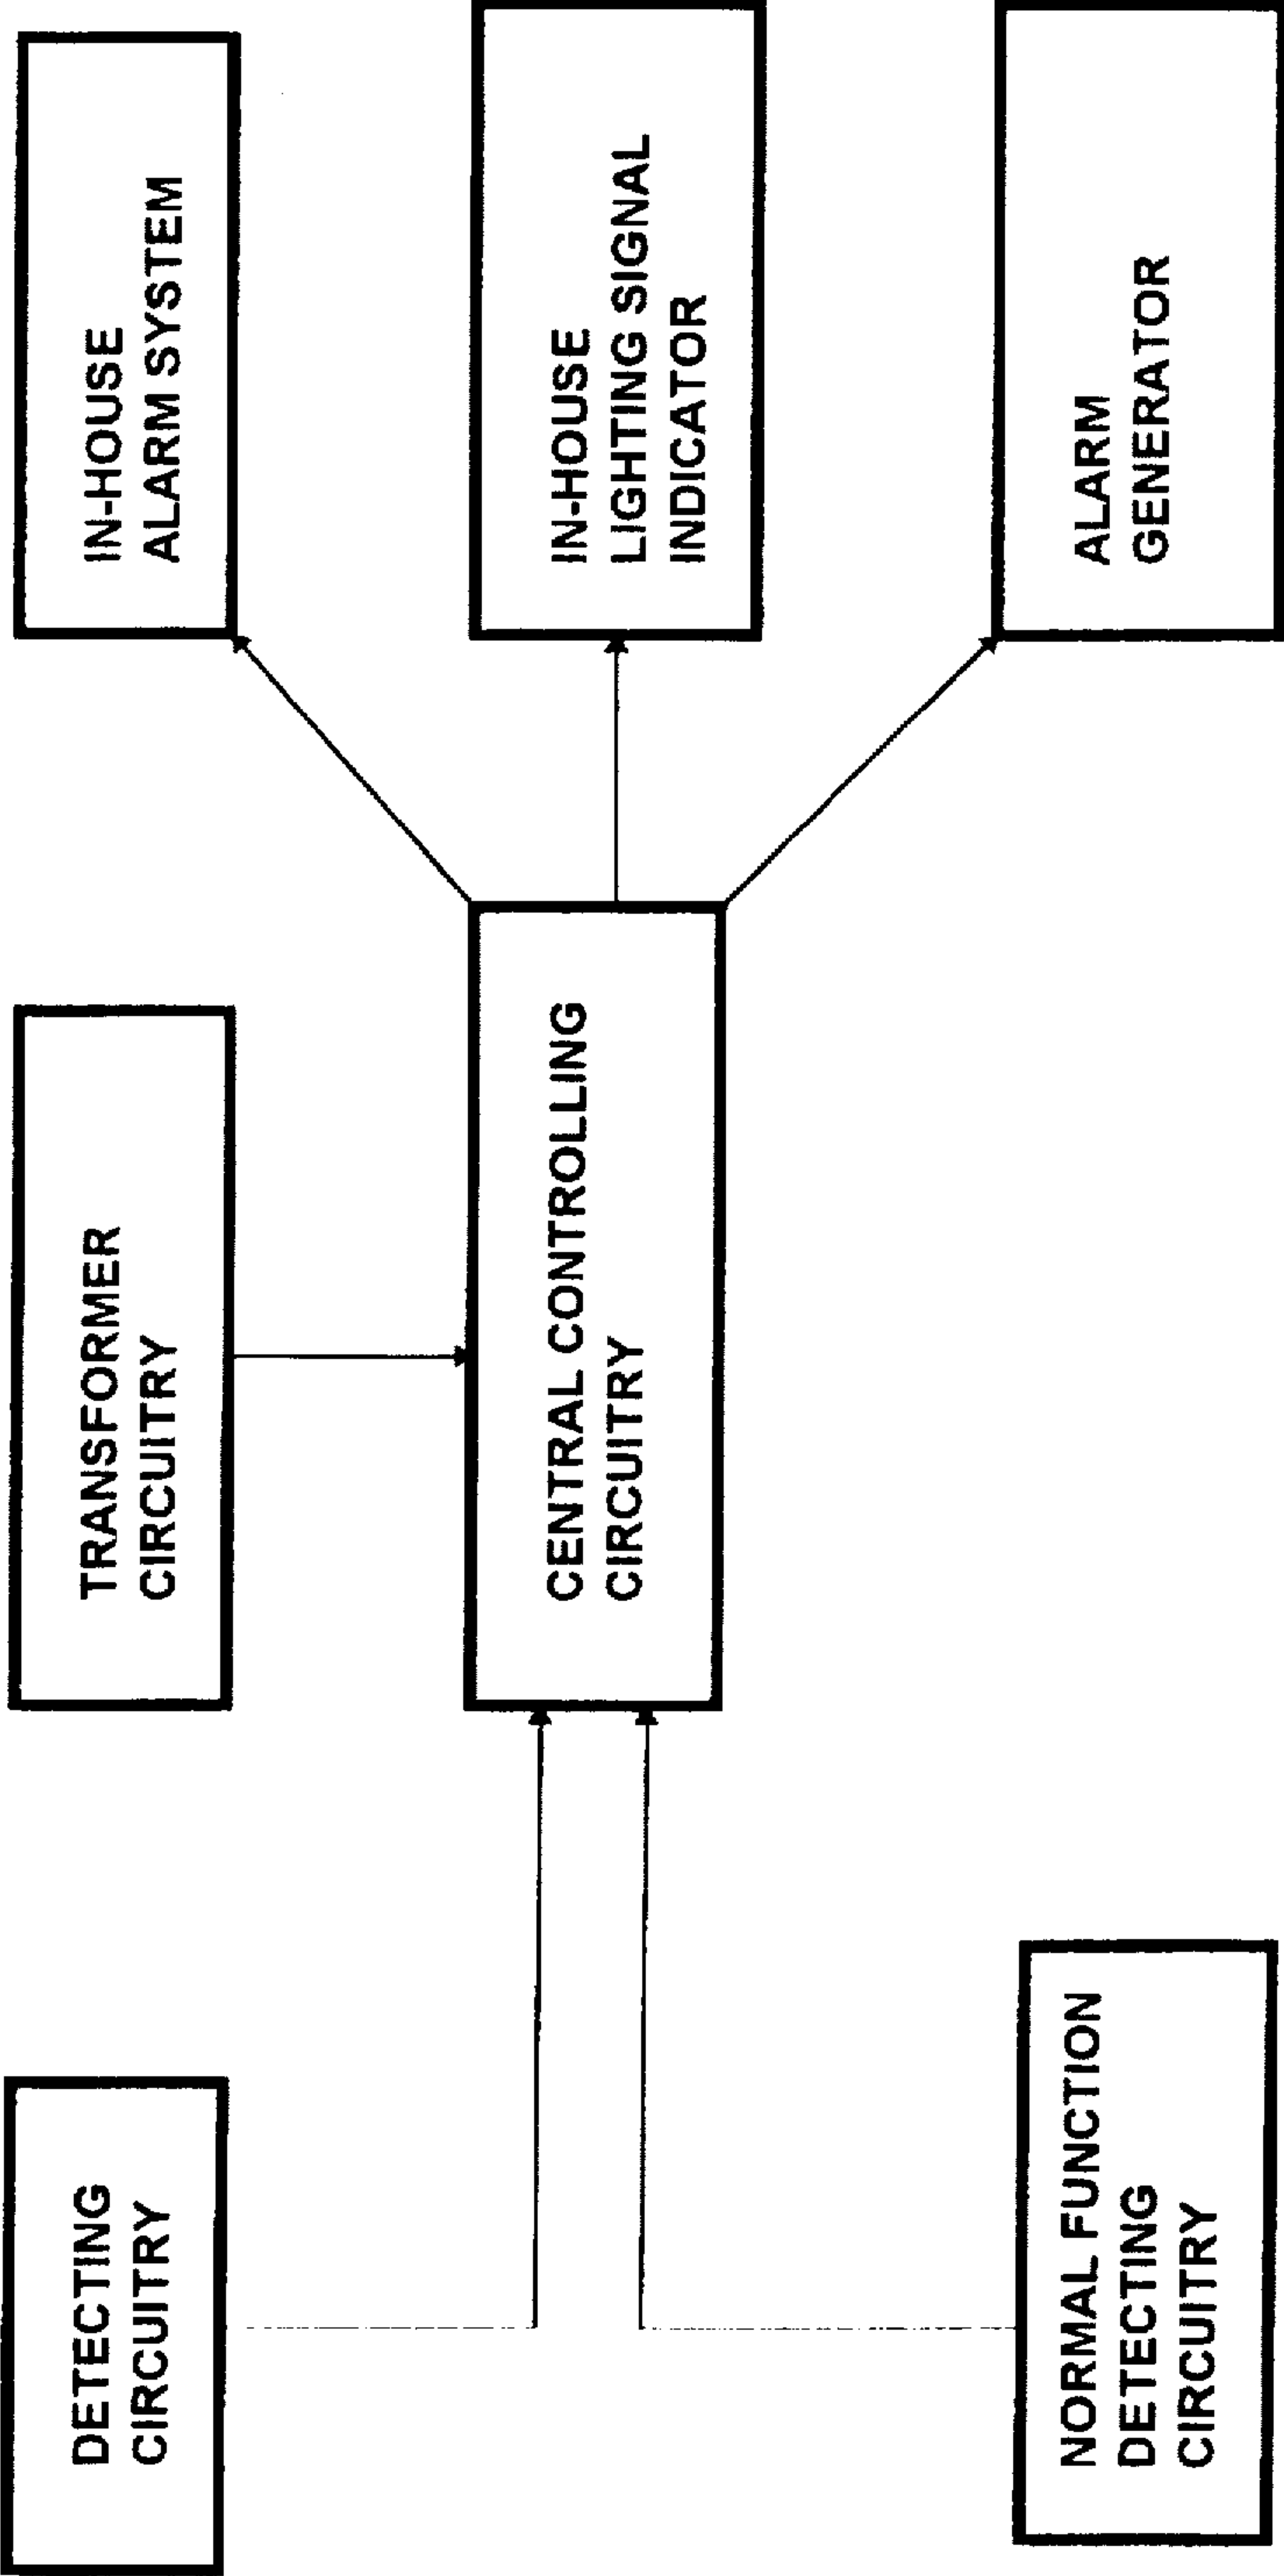 DETECTING
CIRCUITRY
TRANSFORMER
CIRCUITRY
IN-HOUSE
ALARM SYSTEM
CENTRAL CONTROLLING
CIRCUITRY
IN-HOUSE
LIGHTING SIGNAL
INDICATOR
NORMAL FUNCTION
DETECTING
CIRCUITRY
ALARM
GENERATOR